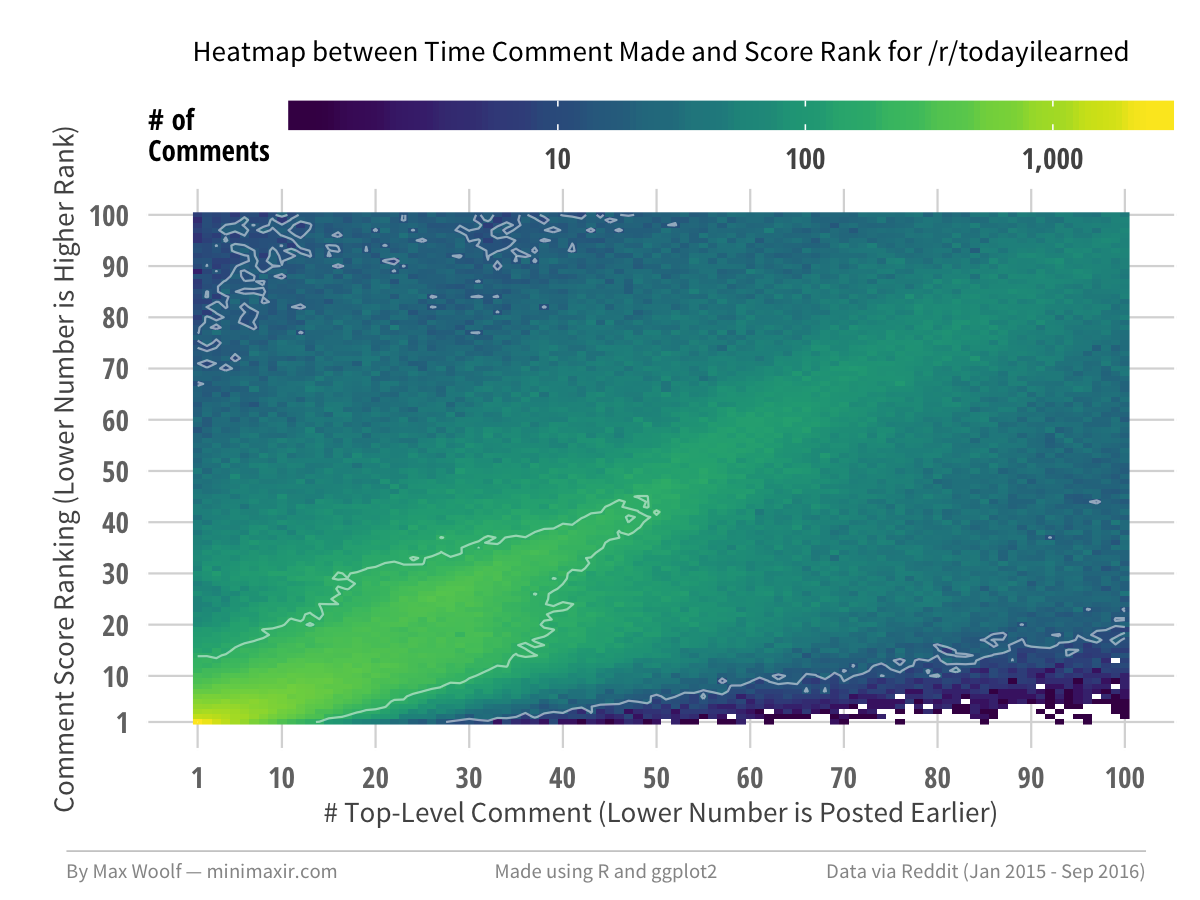 Heatmap between Time Comment Made and Score Rank for /r/todayilearned
# of
Comments
10 100 1,000
Comment Score Ranking (Lower Number is Higher Rank)
100
90
80
70
60
50
40
30
20
10
1
1 10 20 30 40 50 60 70 80 90 100
# Top-Level Comment (Lower Number is Posted Earlier)
By Max Woolf — minimaxir.com
Made using R and ggplot2
Data via Reddit (Jan 2015 - Sep 2016)